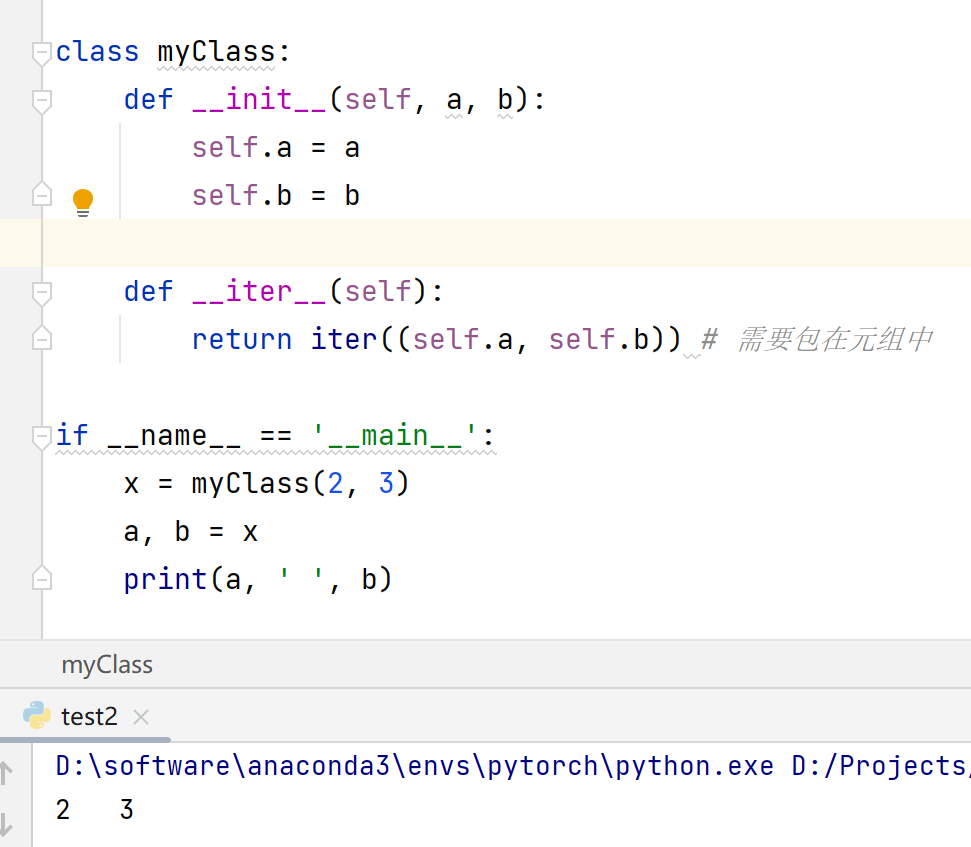 class myClass:
    def __init__(self, a, b):
        self.a = a
        self.b = b
    def __iter__(self):
        return iter((self.a, self.b)) # 需要包在元组中
if __name__ == '__main__':
    x = myClass(2, 3)
    a, b = x
    print(a, ' ', b)
myClass
test2
D:\software\anaconda3\envs\pytorch\python.exe D:/Projects/
2   3